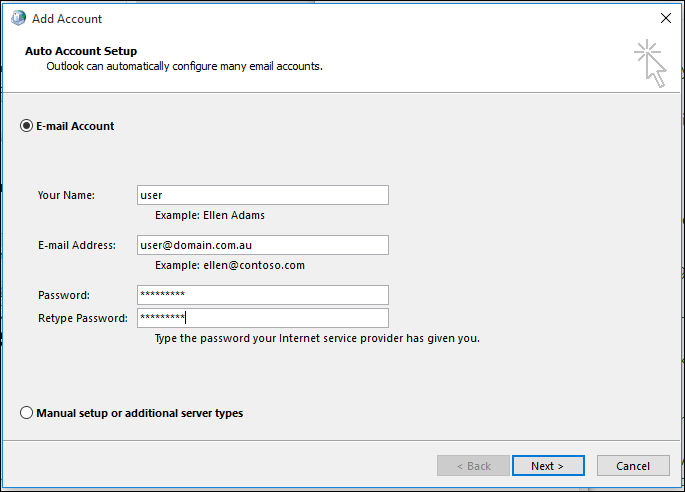 Add Account
Auto Account Setup
Outlook can automatically configure many email accounts.
E-mail Account
Your Name: user
Example: Ellen Adams
E-mail Address: user@domain.com.au
Example: ellen@contoso.com
Password: *********
Retype Password: *********
Type the password your Internet service provider has given you.
Manual setup or additional server types
< Back Next > Cancel